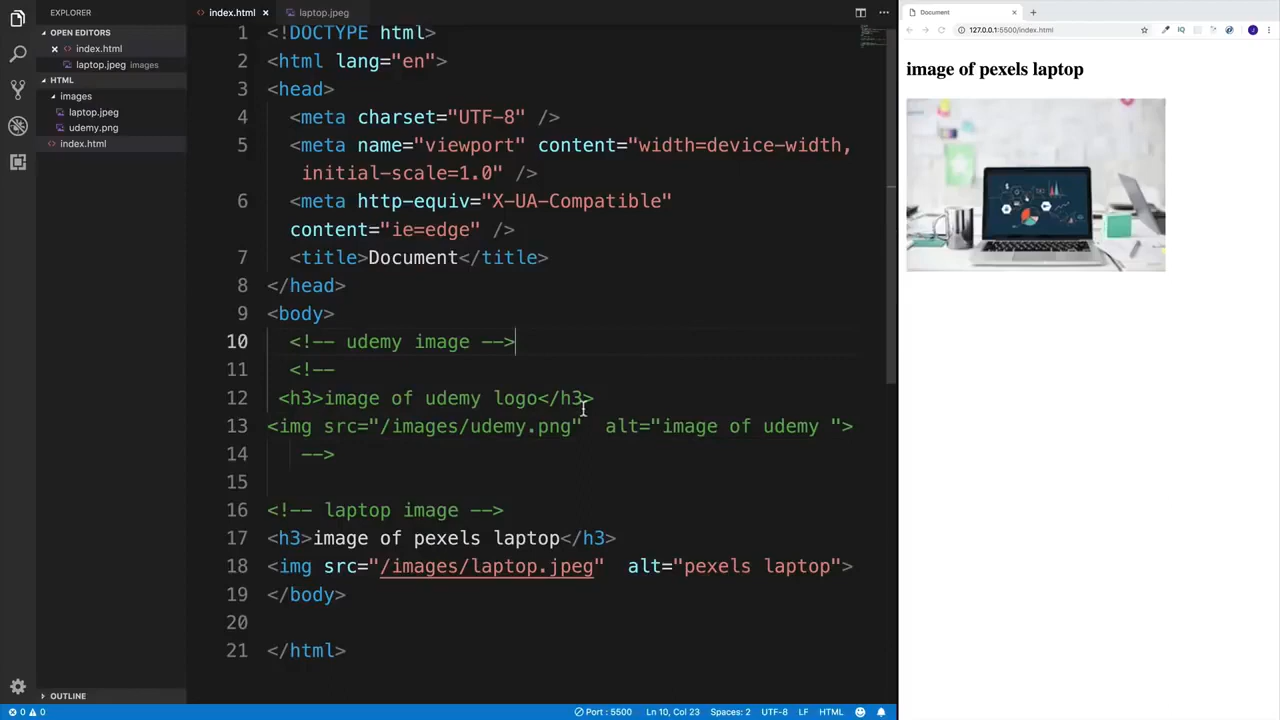 EXPLORER
OPEN EDITORS
index.html
laptop.jpeg images
HTML
images
laptop.jpeg
udemy.png
index.html
OUTLINE
index.html
laptop.jpeg
1 <!DOCTYPE html>
2 <html lang="en">
3 <head>
4 <meta charset="UTF-8" />
5 <meta name="viewport" content="width=device-width,
initial-scale=1.0" />
6 <meta http-equiv="X-UA-Compatible"
content="ie=edge" />
7 <title>Document</title>
8 </head>
9 <body>
10 <!-- udemy image -->
11 <!--
12 <h3>image of udemy logo</h3>
13 <img src="/images/udemy.png"  alt="image of udemy ">
14 -->
15
16 <!-- laptop image -->
17 <h3>image of pexels laptop</h3>
18 <img src="/images/laptop.jpeg"  alt="pexels laptop">
19 </body>
20
21 </html>
0 0
Port : 5500 Ln 10, Col 23 Spaces: 2 UTF-8 LF HTML
Document
127.0.0.1:5500/index.html
IQ
J
image of pexels laptop